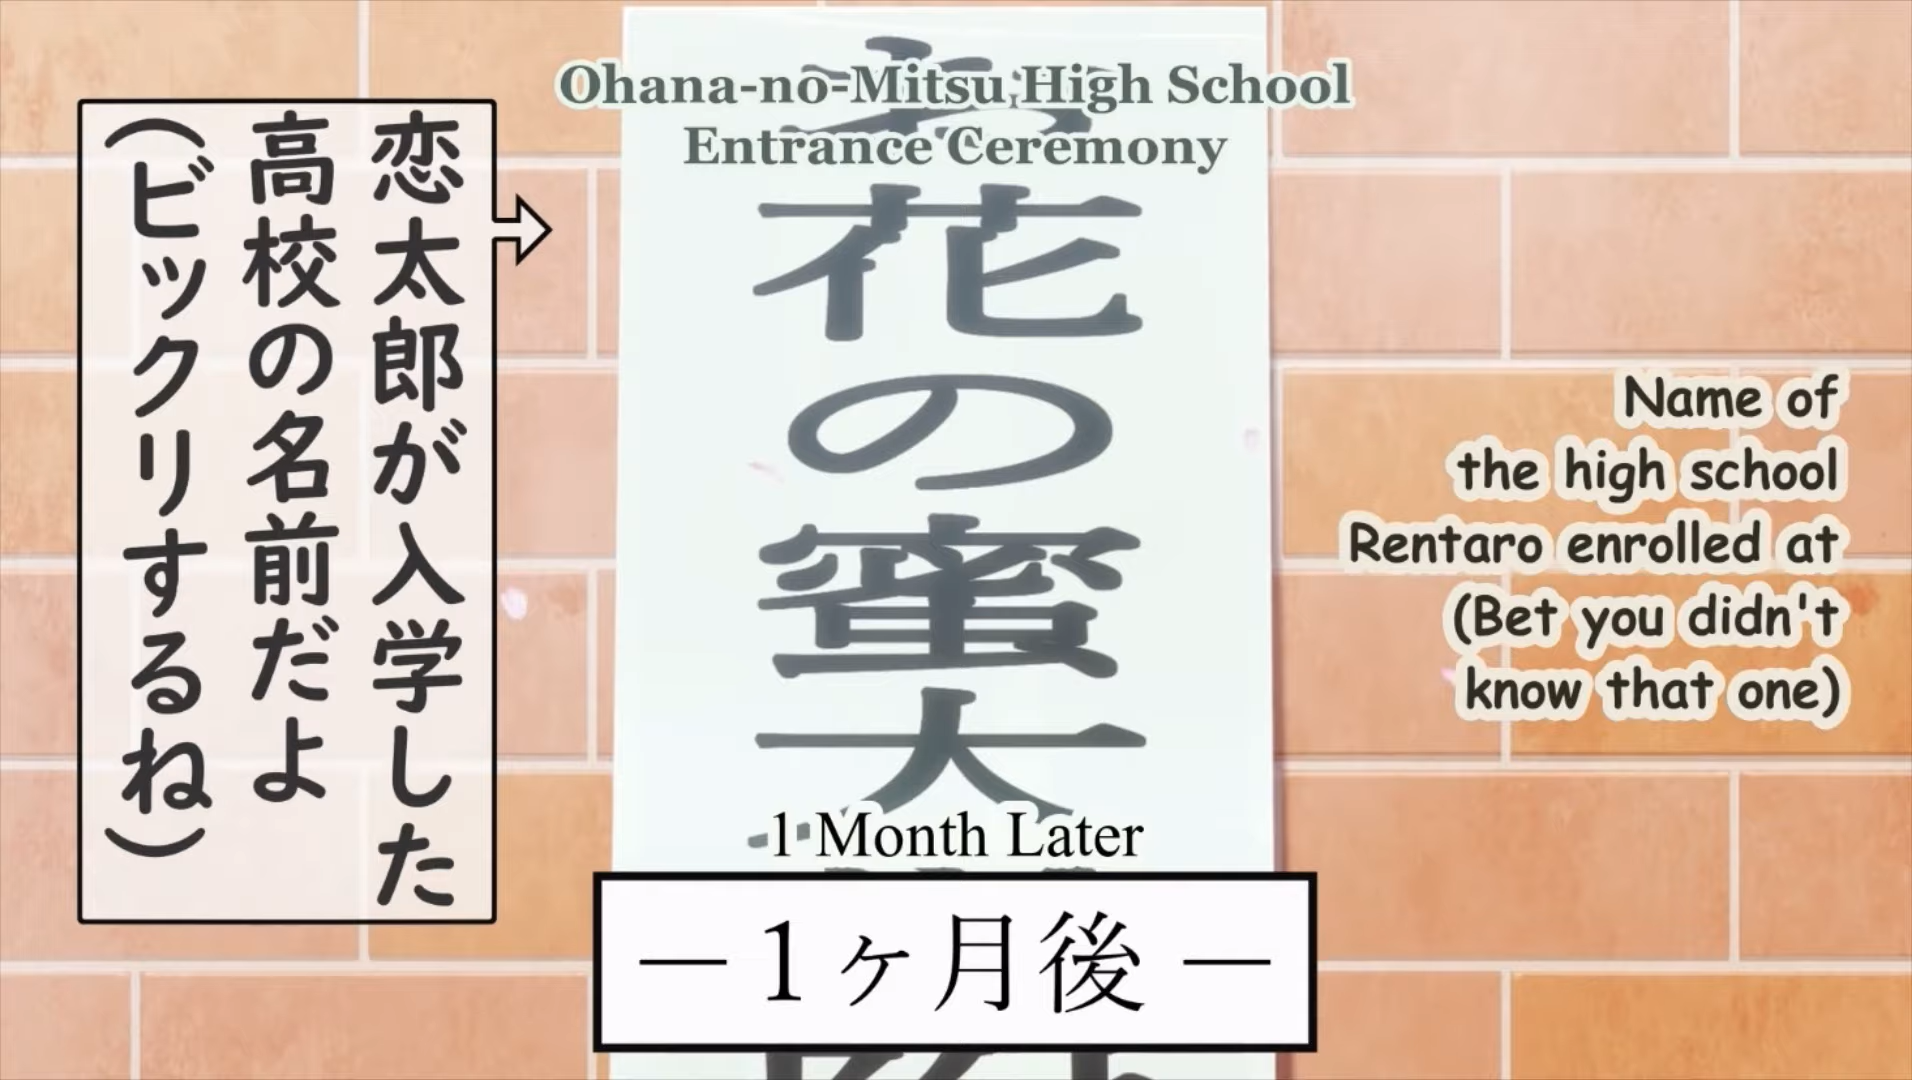 Ohana-no-Mitsu High School
Entrance Ceremony
恋太郎が入学した
高校の名前だよ
(ビックリするね)
お花の蜜大
Name of
the high school
Rentaro enrolled at
(Bet you didn't
know that one)
1 Month Later
—1ヶ月後—